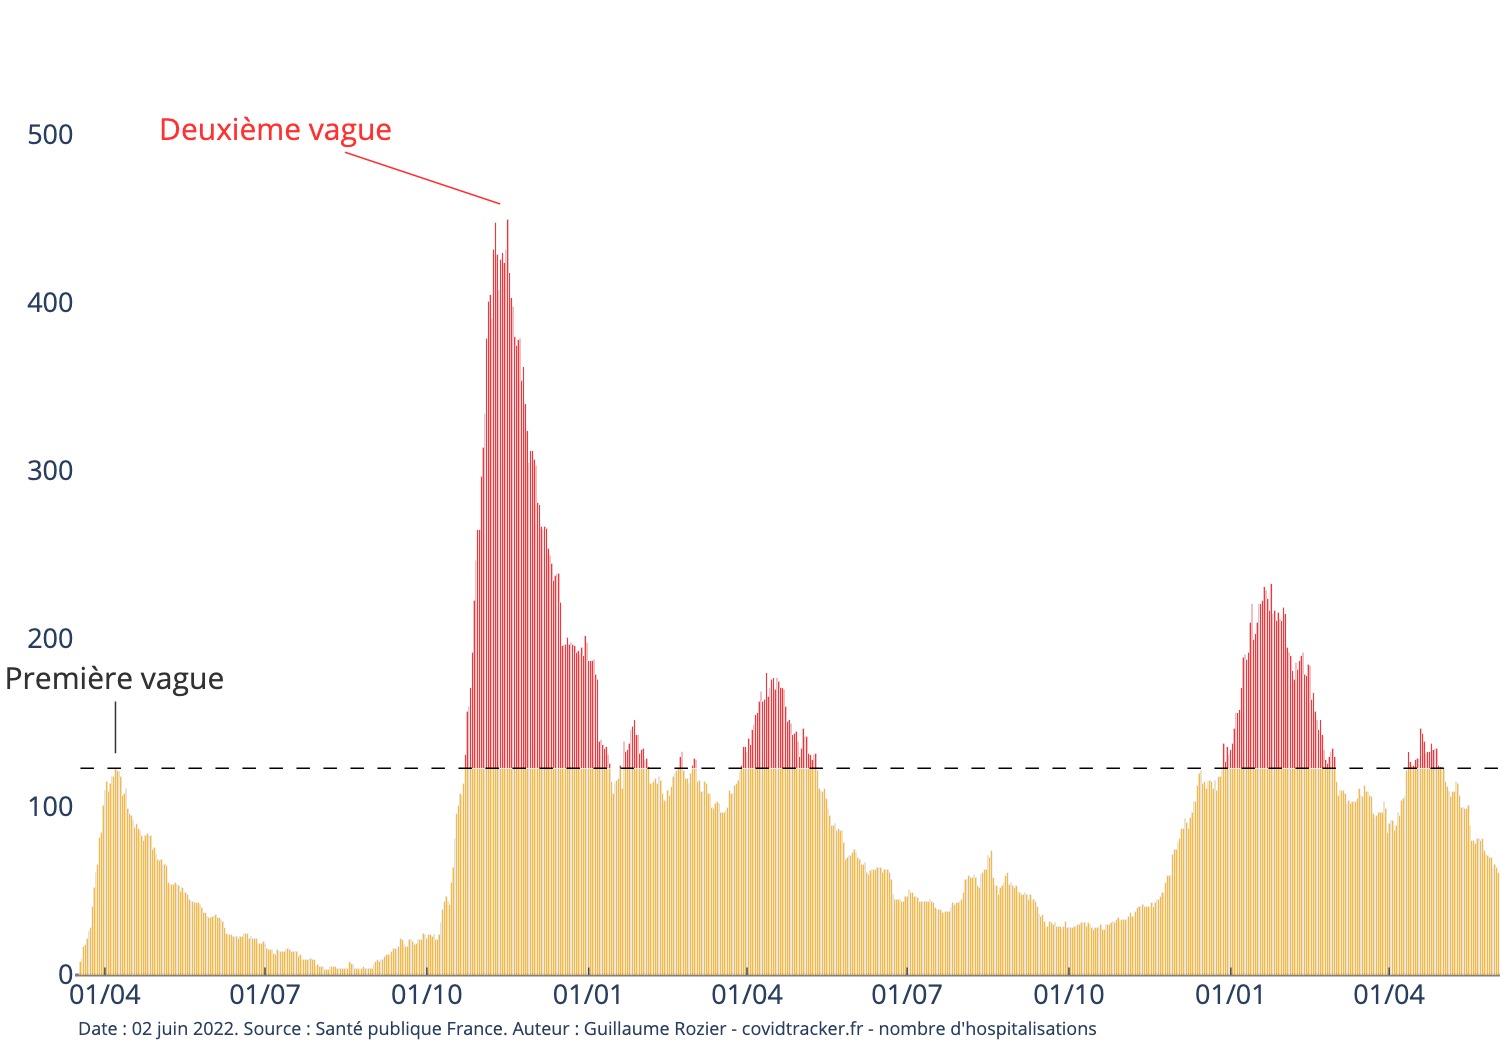 500
Deuxième vague
400
300
200
Première vague
100
0
01/04 01/07 01/10 01/01 01/04 01/07 01/10 01/01 01/04
Date : 02 juin 2022. Source : Santé publique France. Auteur : Guillaume Rozier - covidtracker.fr - nombre d'hospitalisations